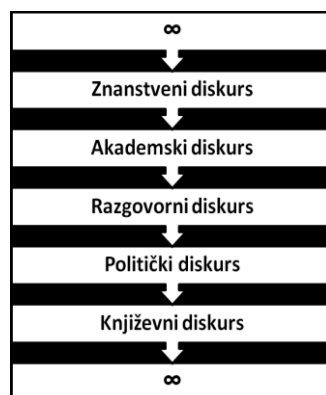 ∞
Znanstveni diskurs
Akademski diskurs
Razgovorni diskurs
Politički diskurs
Književni diskurs
∞